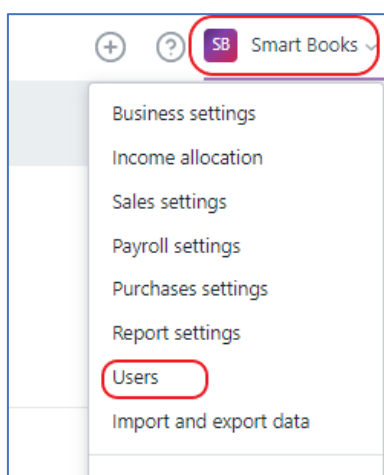 SB Smart Books
Business settings
Income allocation
Sales settings
Payroll settings
Purchases settings
Report settings
Users
Import and export data